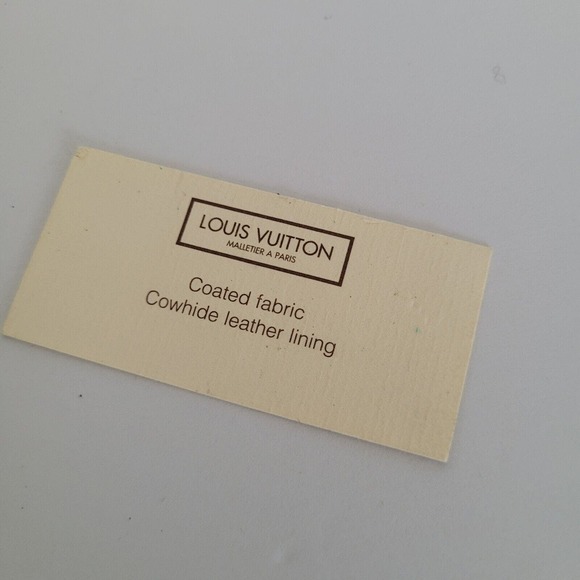 LOUIS VUITTON
MALLETIER A PARIS
Coated fabric
Cowhide leather lining